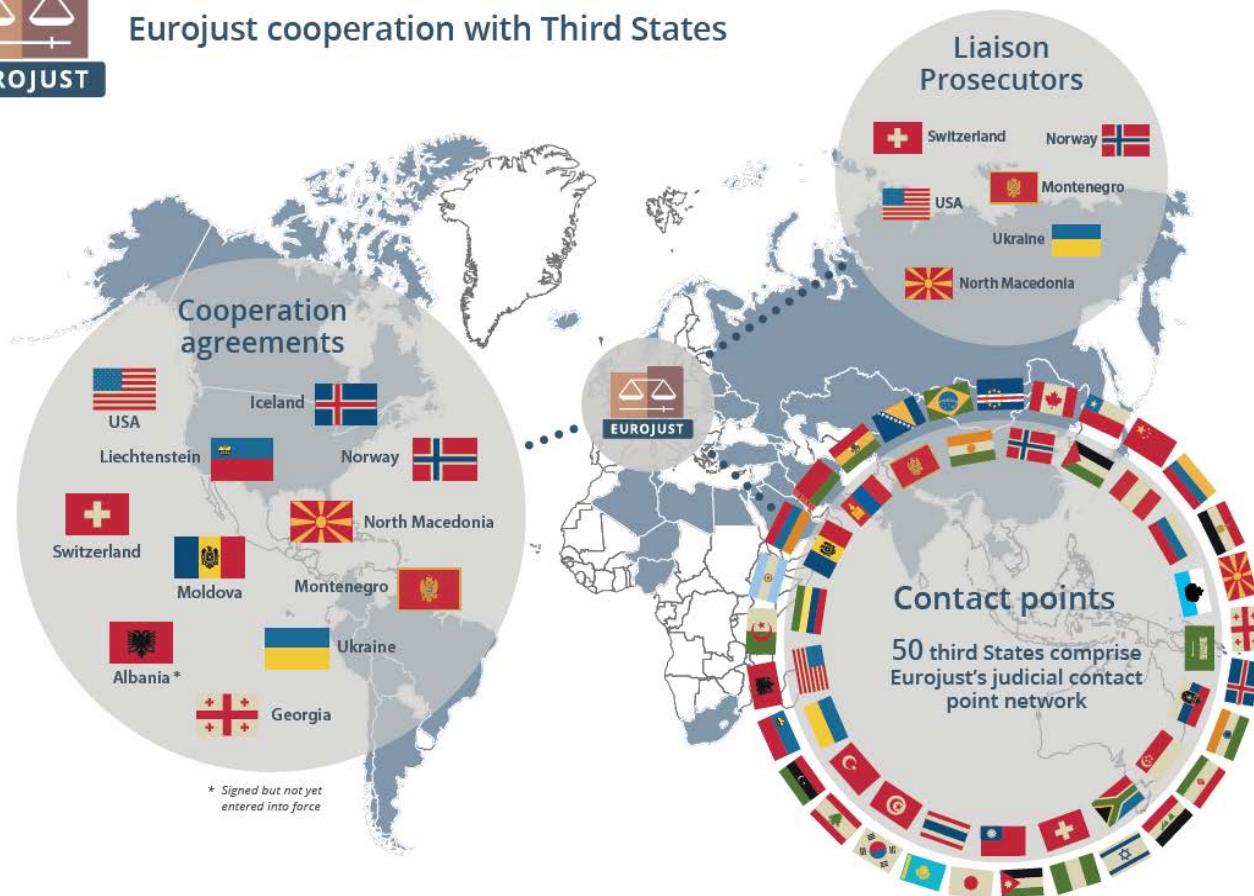 Eurojust cooperation with Third States
ROJUST
Liaison
Prosecutors
Switzerland
Norway
USA
Montenegro
Ukraine
North Macedonia
Cooperation
agreements
USA
Iceland
Liechtenstein
Norway
Switzerland
North Macedonia
Moldova
Montenegro
Albania *
Ukraine
Georgia
* Signed but not yet
entered into force
EUROJUST
Contact points
50 third States comprise
Eurojust's judicial contact
point network